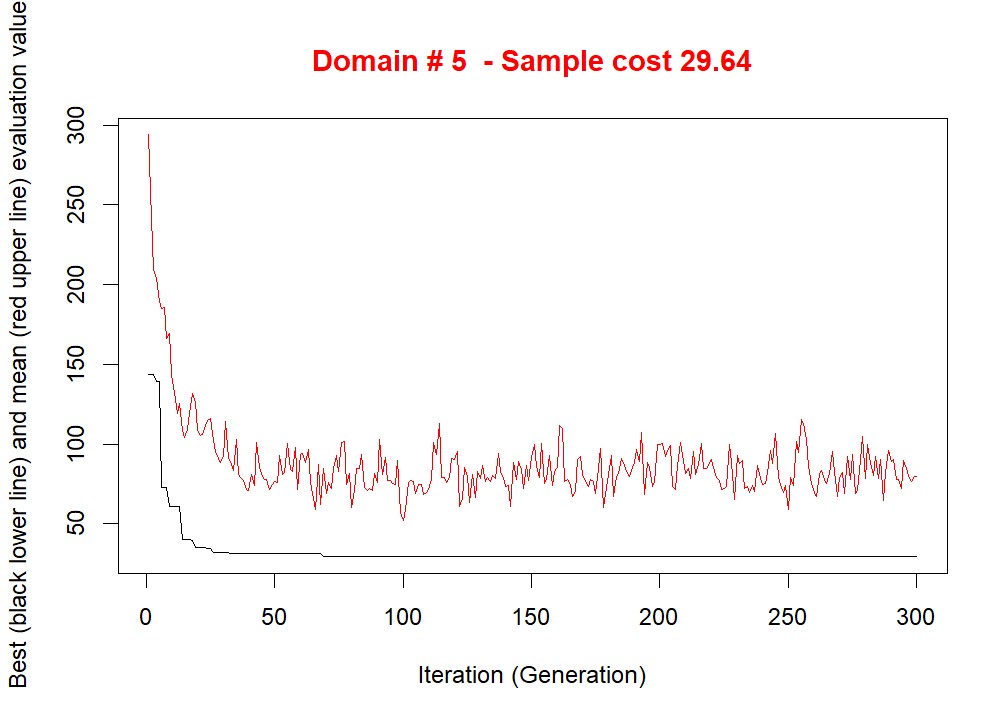 Domain # 5  - Sample cost 29.64
Best (black lower line) and mean (red upper line) evaluation value
300
250
200
150
100
50
0 50 100 150 200 250 300
Iteration (Generation)